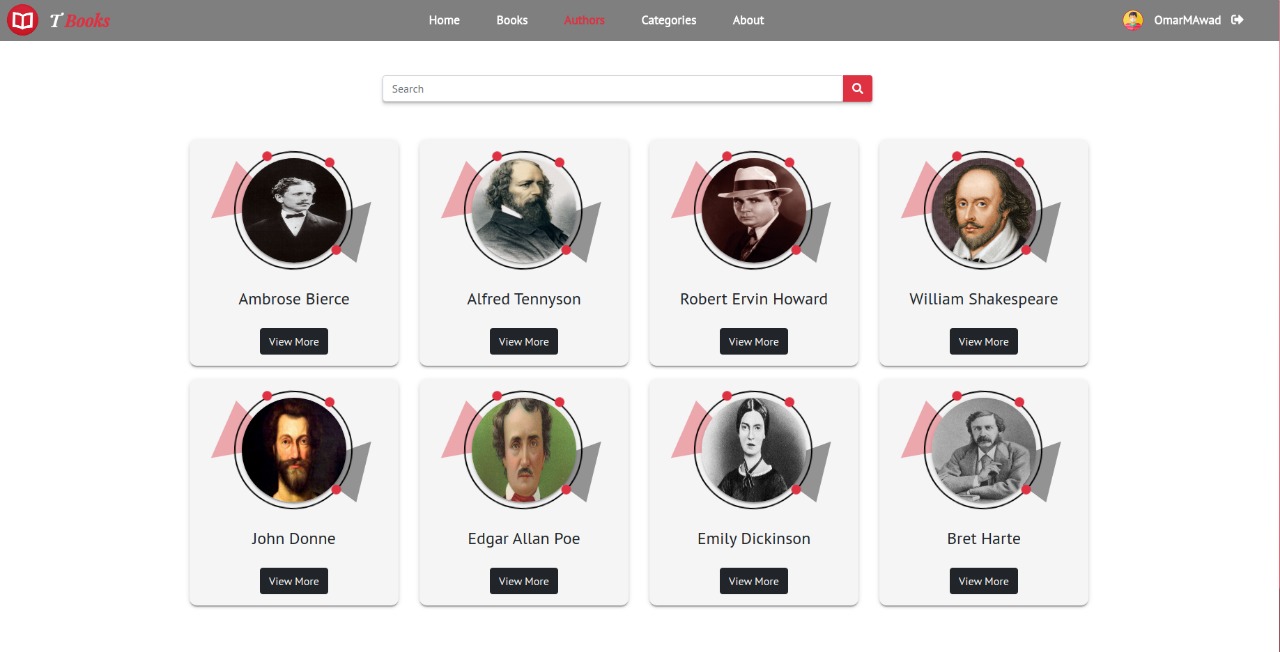 T Books Home Books Authors Categories About OmarMAwad
Search
Ambrose Bierce Alfred Tennyson Robert Ervin Howard William Shakespeare
View More View More View More View More
John Donne Edgar Allan Poe Emily Dickinson Bret Harte
View More View More View More View More